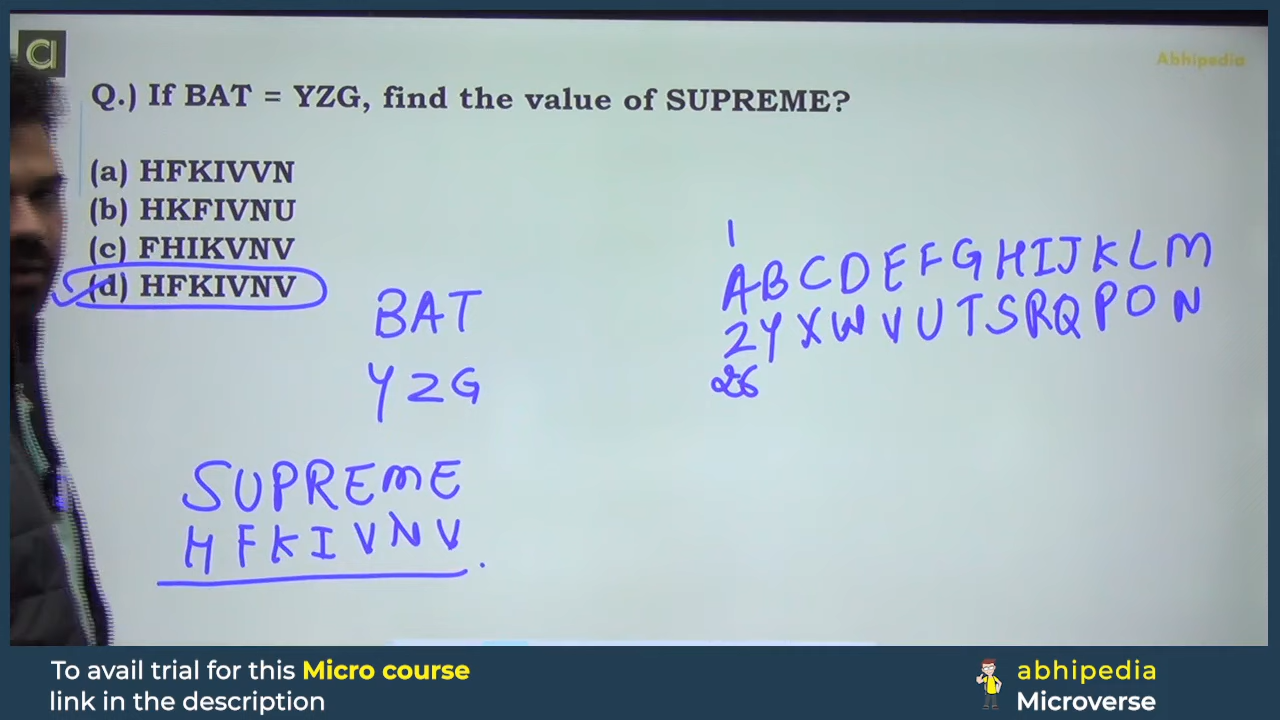 Abhipedia
Q.) If BAT = YZG, find the value of SUPREME?
(a) HFKIVVN
(b) HKFIVNU
(c) FHIKVNV
(d) HFKIVNV
BAT
YZG
SUPREME
HFKIVNV.
1
ABCDEFGHIJKLM
ZYXWVUTSRQPON
26
To avail trial for this Micro course
link in the description
abhipedia
Microverse